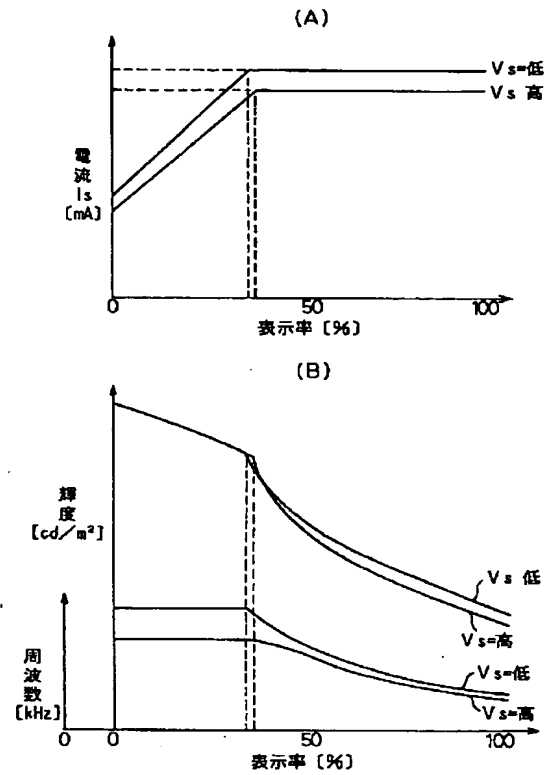 (A)
Vs=低
Vs 高
電流
Is
[mA]
0
50
100
表示率 [%]
(B)
輝度
[cd/m²]
Vs 低
Vs=高
Vs=低
Vs=高
周波数
[kHz]
0
0
50
100
表示率 [%]